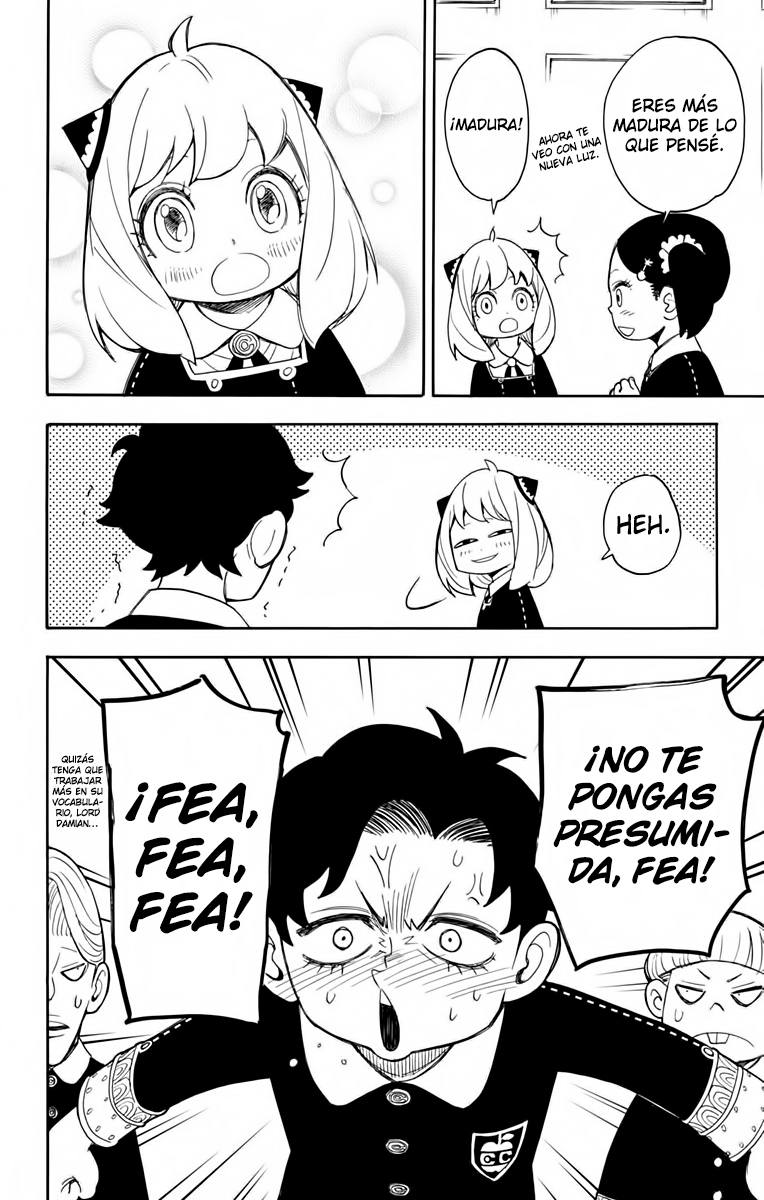 ERES MÁS
MADURA DE LO
QUE PENSÉ.
AHORA TE
VEO CON UNA
NUEVA LUZ.
¡MADURA!
C
HEH.
¡NO TE
PONGAS
PRESUMI-
DA, FEA!
¡FEA,
FEA,
FEA!
QUIZÁS
TENGA QUE
TRABAJAR
MÁS EN SU
VOCABULA-
RIO, LORD
DAMIAN...
C C